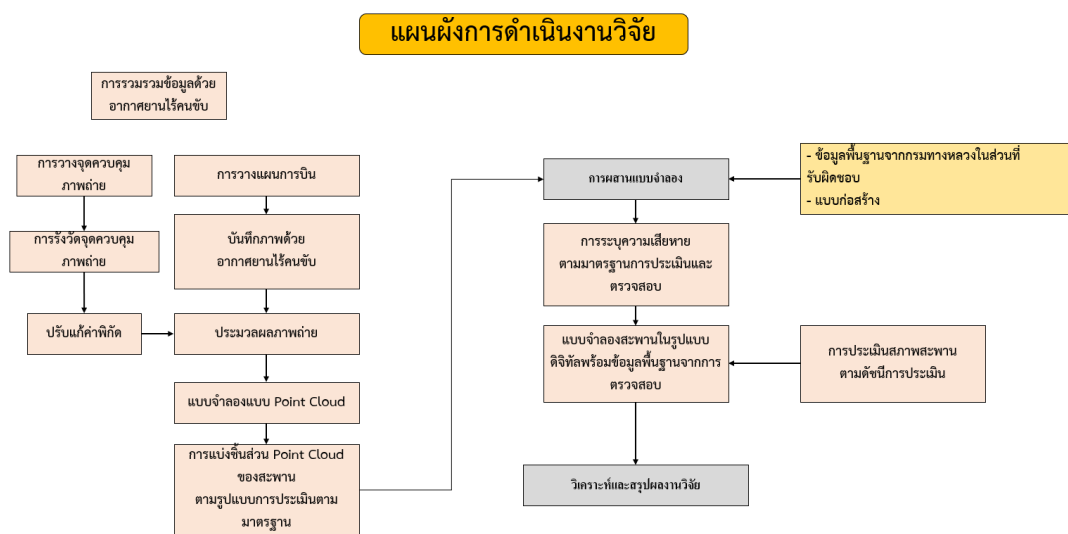 แผนผังการดำเนินงานวิจัย
การรวมรวมข้อมูลด้วย
อากาศยานไร้คนขับ
การวางจุดควบคุม
ภาพถ่าย
การรังวัดจุดควบคุม
ภาพถ่าย
ปรับแก้ค่าพิกัด
การวางแผนการบิน
บันทึกภาพด้วย
อากาศยานไร้คนขับ
ประมวลผลภาพถ่าย
แบบจำลองแบบ Point Cloud
การแบ่งชิ้นส่วน Point Cloud
ของสะพาน
ตามรูปแบบการประเมินตาม
มาตรฐาน
การผสานแบบจำลอง
- ข้อมูลพื้นฐานจากกรมทางหลวงในส่วนที่
รับผิดชอบ
- แบบก่อสร้าง
การระบุความเสียหาย
ตามมาตรฐานการประเมินและ
ตรวจสอบ
แบบจำลองสะพานในรูปแบบ
ดิจิทัลพร้อมข้อมูลพื้นฐานจากการ
ตรวจสอบ
การประเมินสภาพสะพาน
ตามดัชนีการประเมิน
วิเคราะห์และสรุปผลงานวิจัย